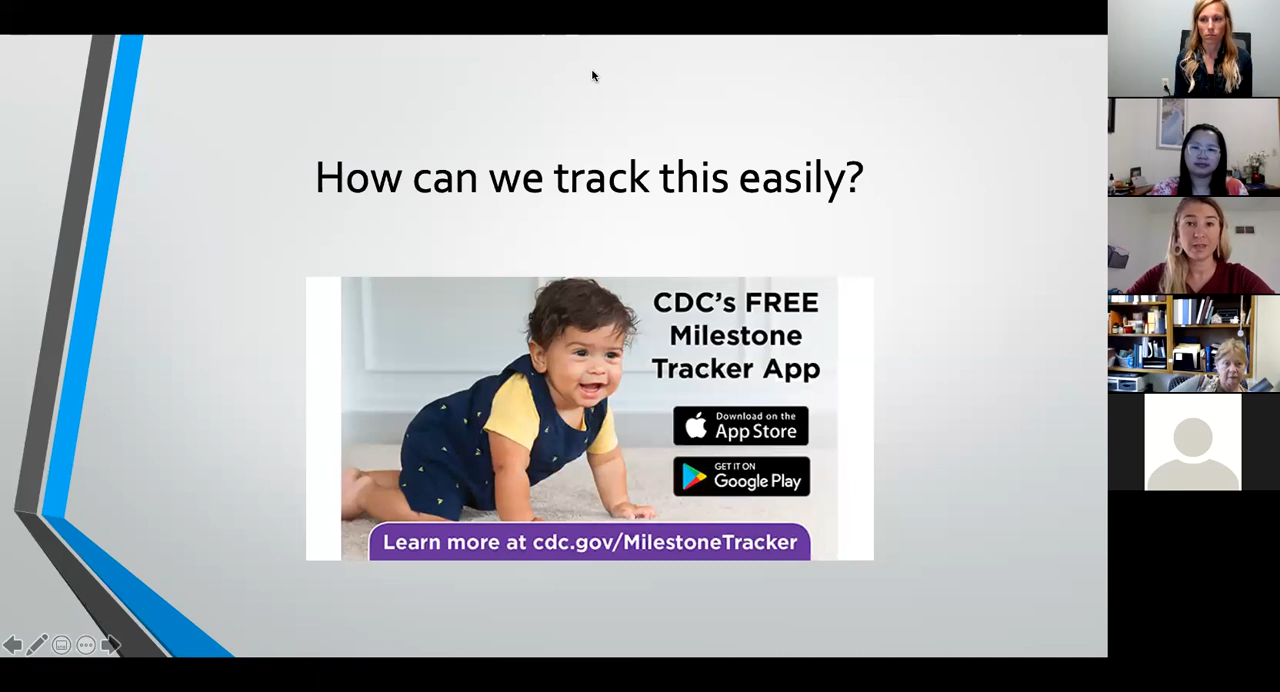 How can we track this easily?
CDC's FREE
Milestone
Tracker App
Download on the
App Store
GET IT ON
Google Play
Learn more at cdc.gov/MilestoneTracker